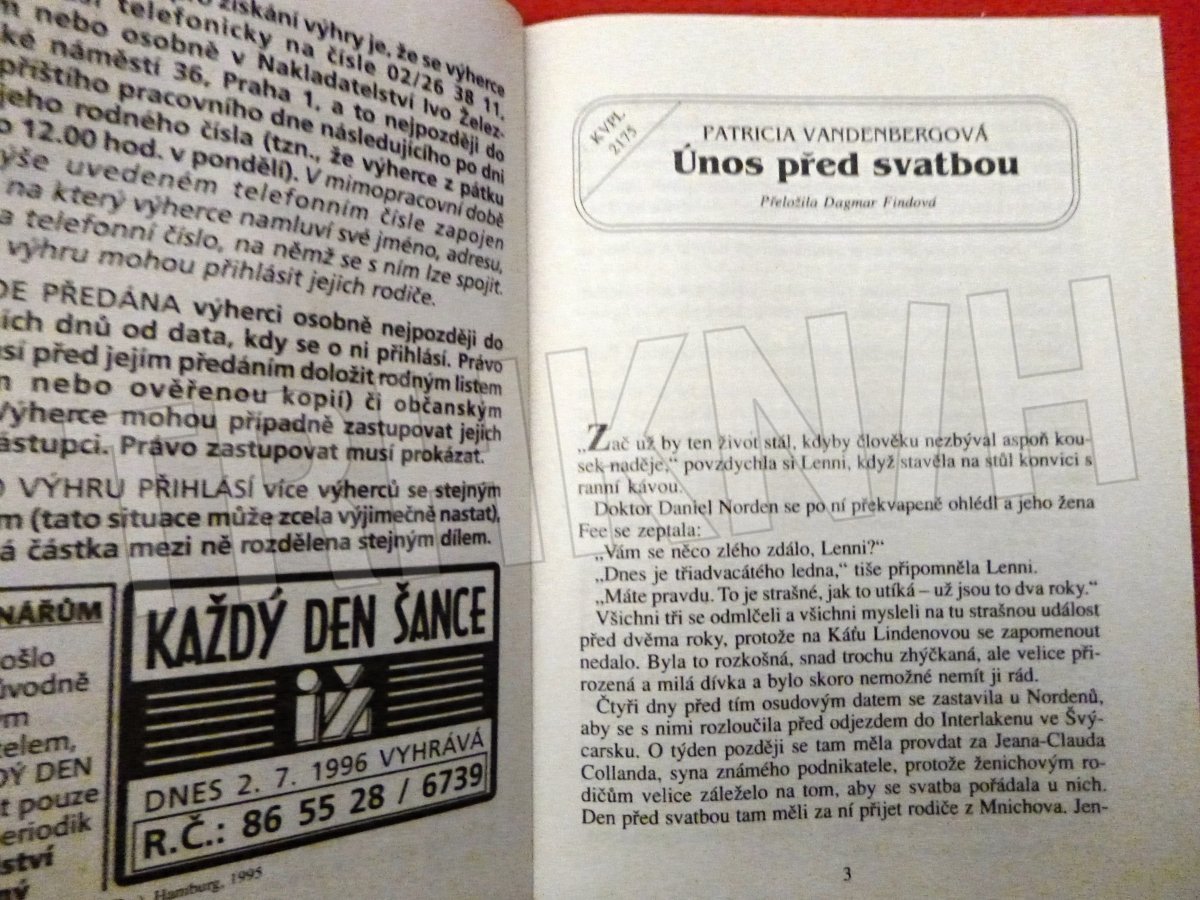 získání výhry je, že se výherce
telefonicky na čísle 02/26 38 11,
nebo osobně v Nakladatelství Ivo Želez-
ké náměstí 36, Praha 1, a to nejpozději do
příštího pracovního dne následujícího po dni
jeho rodného čísla (tzn., že výherce z pátku
o 12.00 hod. v pondělí). V mimopracovní době
ýše uvedeném telefonním čísle zapojen
na který výherce namluví své jméno, adresu,
a telefonní číslo, na němž se s ním lze spojit.
výhru mohou přihlásit jejich rodiče.
DE PŘEDÁNA výherci osobně nejpozději do
ích dnů od data, kdy se o ni přihlásí. Právo
sí před jejím předáním doložit rodným listem
n nebo ověřenou kopií) či občanským
Výherce mohou případně zastupovat jejich
ástupci. Právo zastupovat musí prokázat.
O VÝHRU PŘIHLÁSÍ více výherců se stejným
m (tato situace může zcela výjimečně nastat),
á částka mezi ně rozdělena stejným dílem.
NÁŘŮM
ošlo
ůvodně
ým
telem,
DÝ DEN
t pouze
eriodik
ství
ný
KAŽDÝ DEN ŠANCE
iž
DNES 2. 7. 1996 VYHRÁVÁ
R.Č.: 86 55 28 / 6739
Hamburg, 1995
KVPL
2175
PATRICIA VANDENBERGOVÁ
Únos před svatbou
Přeložila Dagmar Findová
„Zač už by ten život stál, kdyby člověku nezbýval aspoň kou-
sek naděje,“ povzdychla si Lenni, když stavěla na stůl konvici s
ranní kávou.
Doktor Daniel Norden se po ní překvapeně ohlédl a jeho žena
Fee se zeptala:
„Vám se něco zlého zdálo, Lenni?“
„Dnes je třiadvacátého ledna,“ tiše připomněla Lenni.
„Máte pravdu. To je strašné, jak to utíká – už jsou to dva roky.“
Všichni tři se odmlčeli a všichni mysleli na tu strašnou událost
před dvěma roky, protože na Káťu Lindenovou se zapomenout
nedalo. Byla to rozkošná, snad trochu zhýčkaná, ale velice při-
rozená a milá dívka a bylo skoro nemožné nemít ji rád.
Čtyři dny před tím osudovým datem se zastavila u Nordenů,
aby se s nimi rozloučila před odjezdem do Interlakenu ve Švý-
carsku. O týden později se tam měla provdat za Jeana-Clauda
Collanda, syna známého podnikatele, protože ženichovým ro-
dičům velice záleželo na tom, aby se svatba pořádala u nich.
Den před svatbou tam měli za ní přijet rodiče z Mnichova. Jen-
3